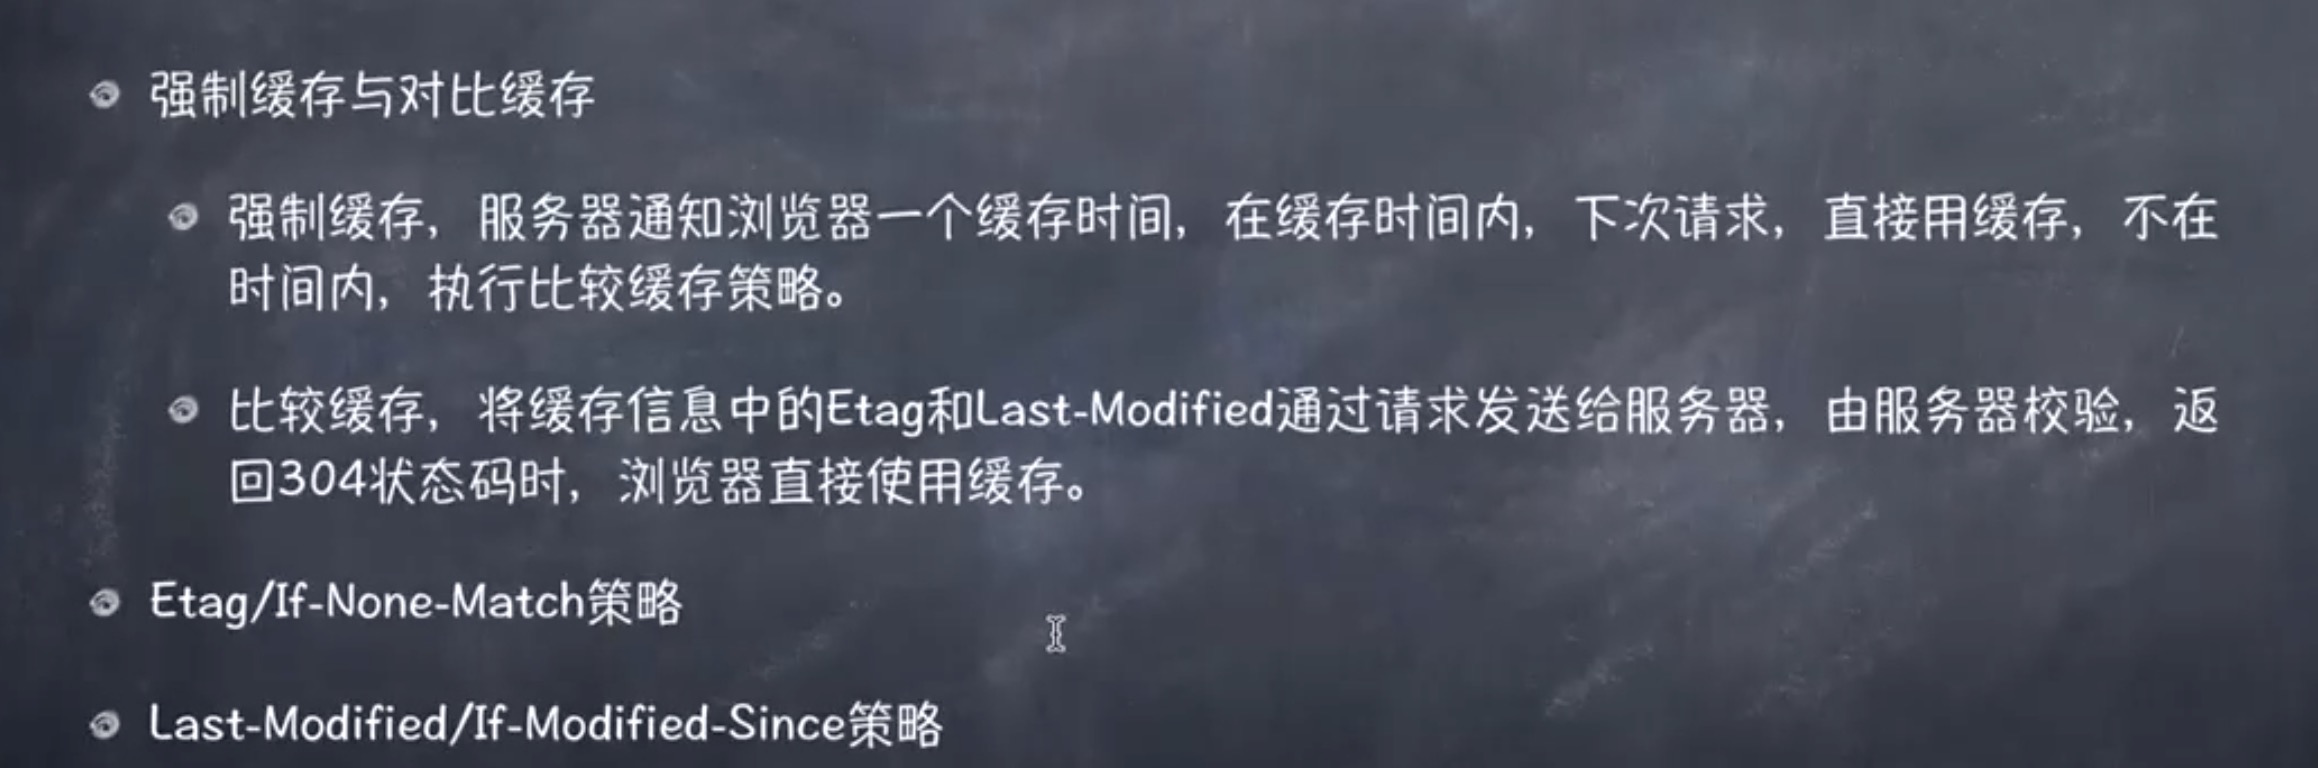 强制缓存与对比缓存
强制缓存，服务器通知浏览器一个缓存时间，在缓存时间内，下次请求，直接用缓存，不在
时间内，执行比较缓存策略。
比较缓存，将缓存信息中的Etag和Last-Modified通过请求发送给服务器，由服务器校验，返
回304状态码时，浏览器直接使用缓存。
Etag/If-None-Match策略
Last-Modified/If-Modified-Since策略